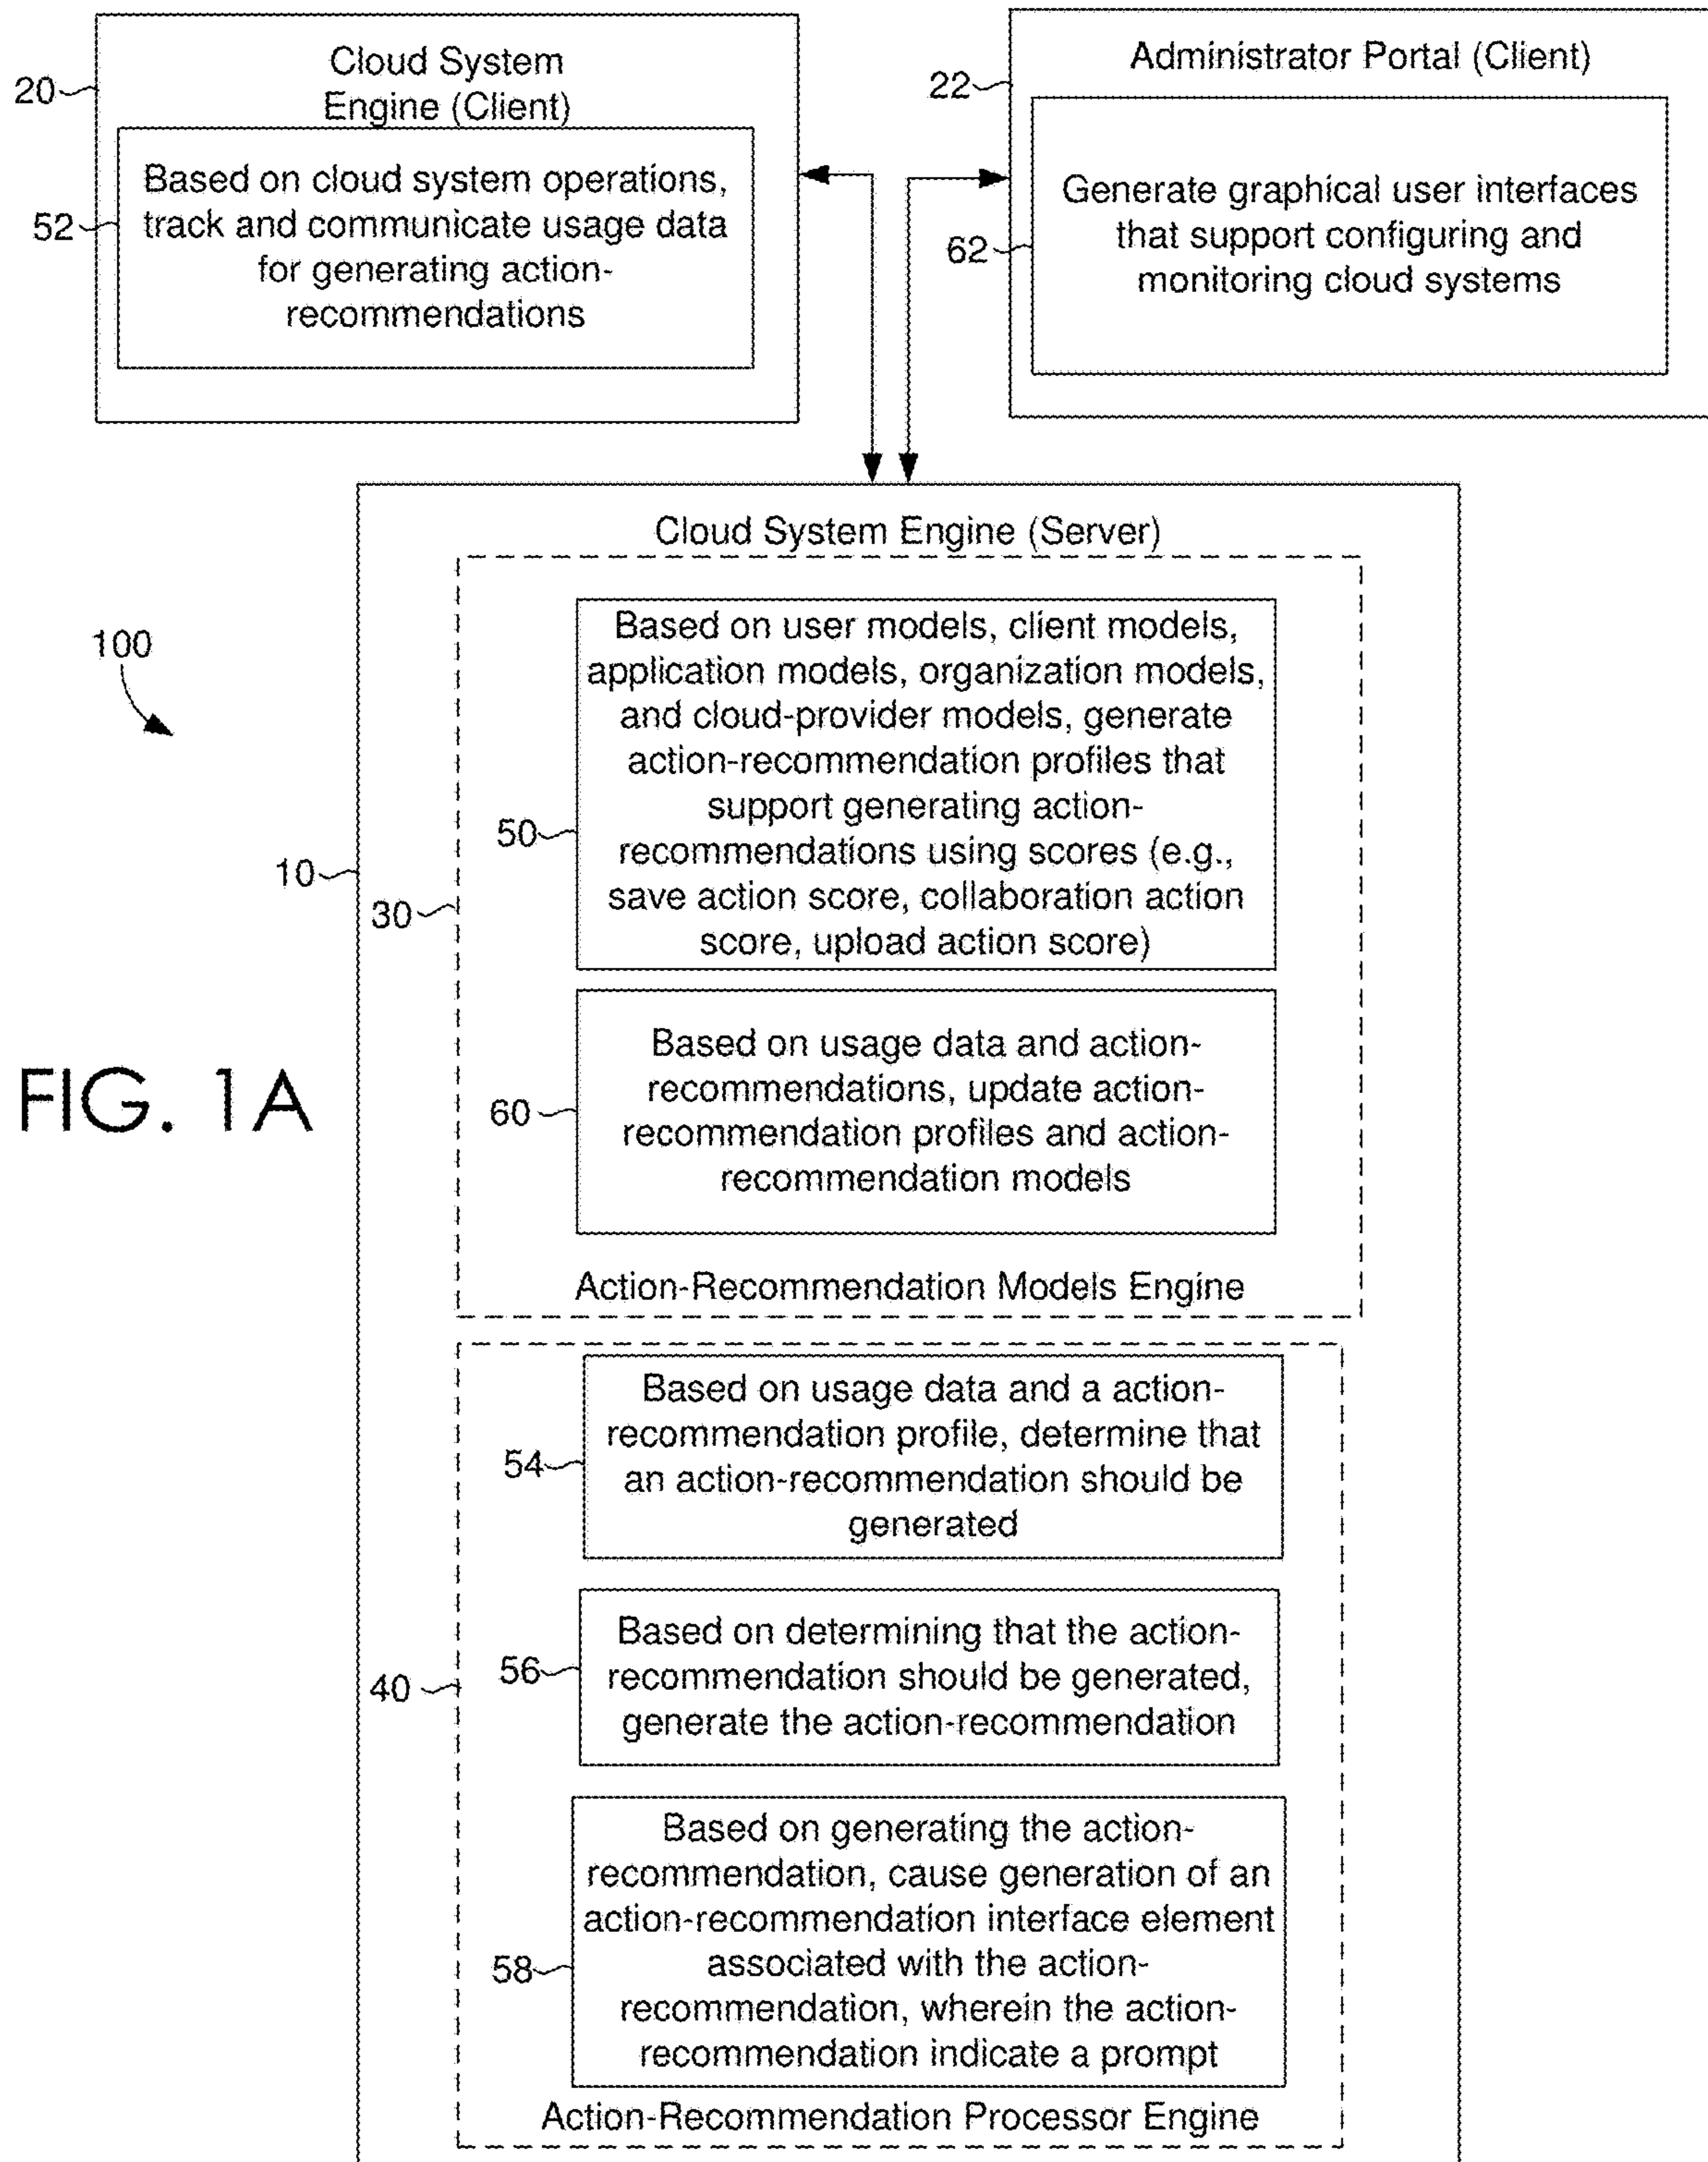 Cloud System
Engine (Client)
20
Based on cloud system operations,
track and communicate usage data
for generating action-
recommendations
52
Administrator Portal (Client)
22
Generate graphical user interfaces
that support configuring and
monitoring cloud systems
62
Cloud System Engine (Server)
100
10
30
Based on user models, client models,
application models, organization models,
and cloud-provider models, generate
action-recommendation profiles that
support generating action-
recommendations using scores (e.g.,
save action score, collaboration action
score, upload action score)
50
Based on usage data and action-
recommendations, update action-
recommendation profiles and action-
recommendation models
60
FIG. 1A
Action-Recommendation Models Engine
Based on usage data and a action-
recommendation profile, determine that
an action-recommendation should be
generated
54
Based on determining that the action-
recommendation should be generated,
generate the action-recommendation
56
40
Based on generating the action-
recommendation, cause generation of an
action-recommendation interface element
associated with the action-
recommendation, wherein the action-
recommendation indicate a prompt
58
Action-Recommendation Processor Engine